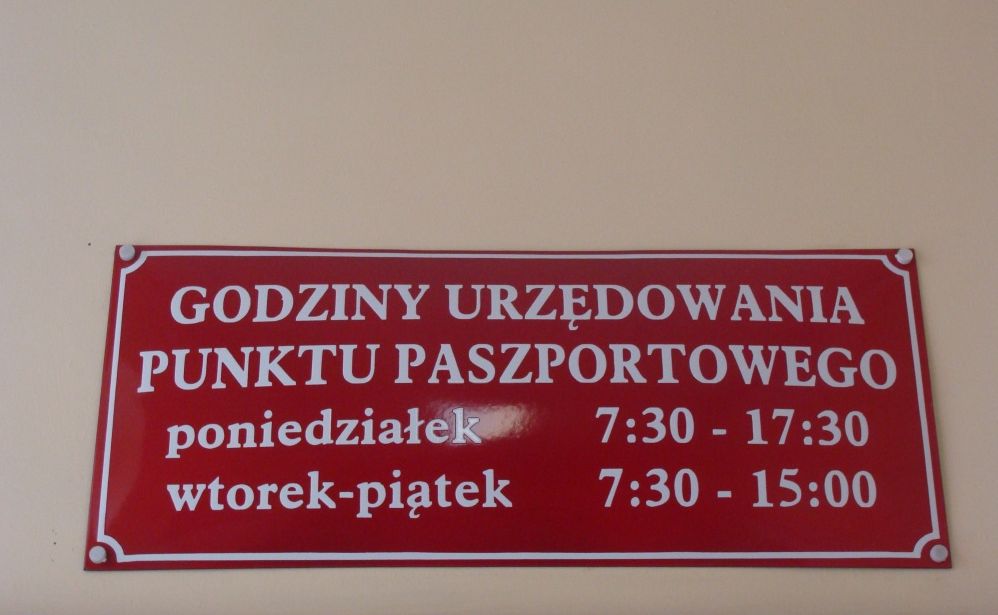 GODZINY URZĘDOWANIA
PUNKTU PASZPORTOWEGO
poniedziałek 7:30 - 17:30
wtorek-piątek 7:30 - 15:00